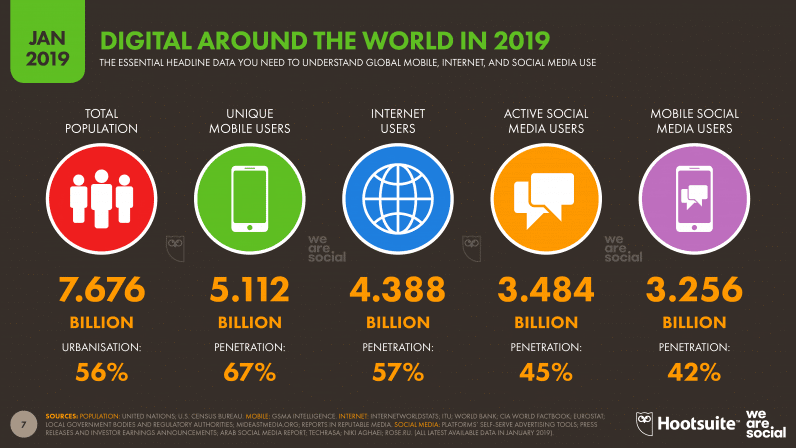 JAN
2019
DIGITAL AROUND THE WORLD IN 2019
THE ESSENTIAL HEADLINE DATA YOU NEED TO UNDERSTAND GLOBAL MOBILE, INTERNET, AND SOCIAL MEDIA USE
TOTAL
POPULATION
UNIQUE
MOBILE USERS
INTERNET
USERS
ACTIVE SOCIAL
MEDIA USERS
MOBILE SOCIAL
MEDIA USERS
we
are
social
we
are
social
7.676
BILLION
URBANISATION:
56%
5.112
BILLION
PENETRATION:
67%
4.388
BILLION
PENETRATION:
57%
3.484
BILLION
PENETRATION:
45%
3.256
BILLION
PENETRATION:
42%
7
SOURCES: POPULATION: UNITED NATIONS; U.S. CENSUS BUREAU. MOBILE: GSMA INTELLIGENCE. INTERNET: INTERNETWORLDSTATS; ITU; WORLD BANK; CIA WORLD FACTBOOK; EUROSTAT;
LOCAL GOVERNMENT BODIES AND REGULATORY AUTHORITIES; MIDEASTMEDIA.ORG; REPORTS IN REPUTABLE MEDIA. SOCIAL MEDIA: PLATFORMS' SELF-SERVE ADVERTISING TOOLS; PRESS
RELEASES AND INVESTOR EARNINGS ANNOUNCEMENTS; ARAB SOCIAL MEDIA REPORT; TECHRASA; NIKI AGHAEI; ROSE.RU. (ALL LATEST AVAILABLE DATA IN JANUARY 2019).
Hootsuite™
we
are
social